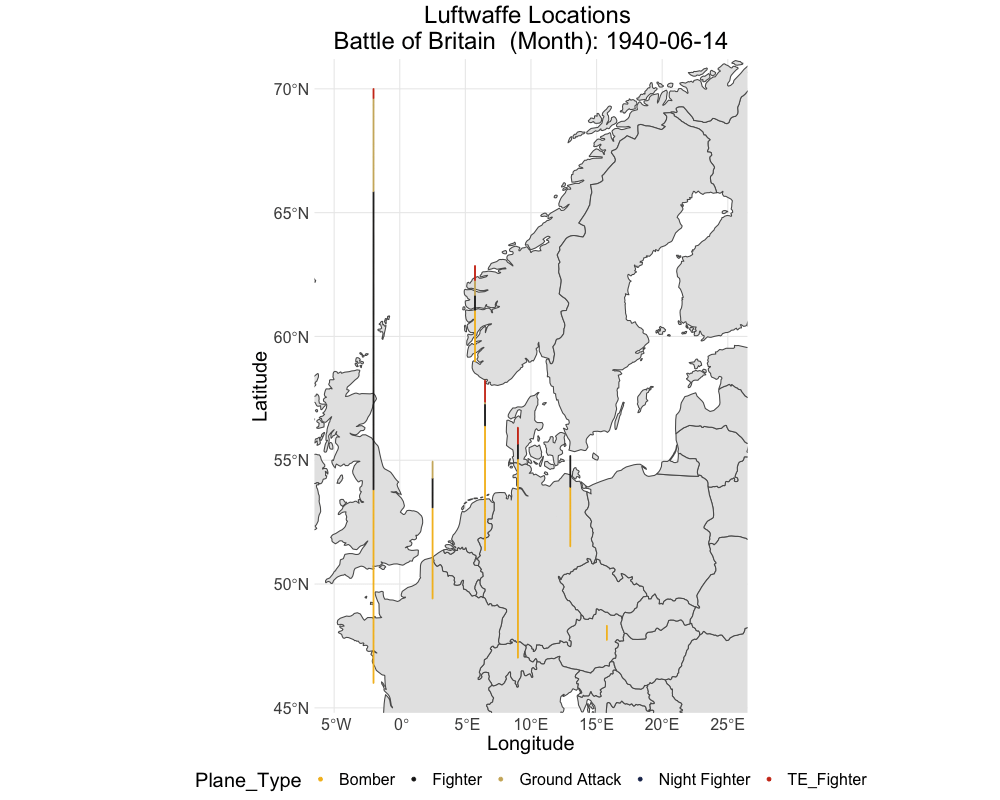 Luftwaffe Locations
Battle of Britain  (Month): 1940-06-14
Latitude
70°N
65°N
60°N
55°N
50°N
45°N
5°W 0° 5°E 10°E 15°E 20°E 25°E
Longitude
Plane_Type Bomber Fighter Ground Attack Night Fighter TE_Fighter